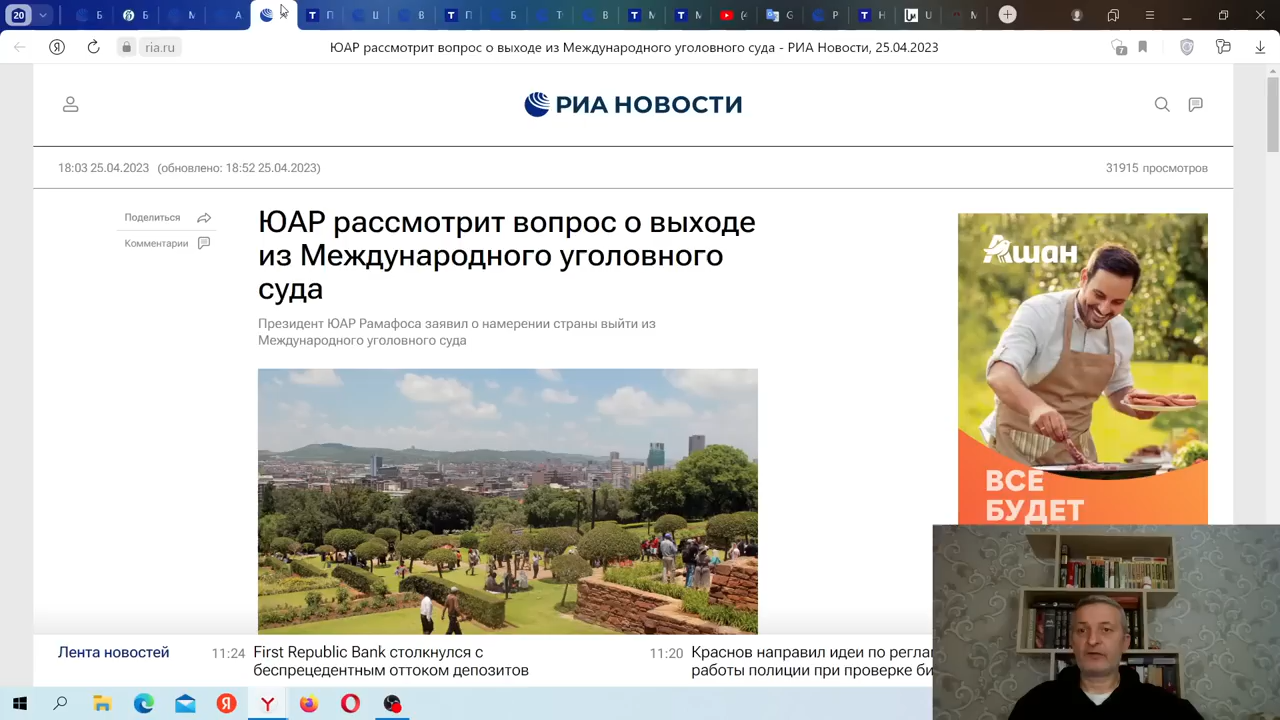 20
Б
Б
М
А
Т П
Ш
В
Т П
Б
Т
В
Т М
Т М
(4
G
Р
Т Н
U
М
ria.ru
ЮАР рассмотрит вопрос о выходе из Международного уголовного суда - РИА Новости, 25.04.2023
7
РИА НОВОСТИ
18:03 25.04.2023 (обновлено: 18:52 25.04.2023)
31915 просмотров
Поделиться
Комментарии
ЮАР рассмотрит вопрос о выходе
из Международного уголовного
суда
Президент ЮАР Рамафоса заявил о намерении страны выйти из
Международного уголовного суда
Ашан
ВСЕ
БУДЕТ
Лента новостей
11:24 First Republic Bank столкнулся с
беспрецедентным оттоком депозитов
11:20 Краснов направил идеи по регла
работы полиции при проверке би